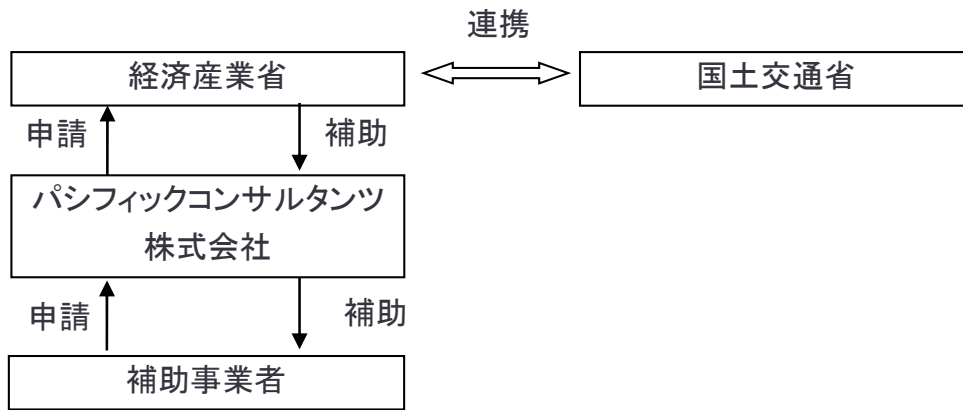 連携
経済産業省
国土交通省
申請
補助
パシフィックコンサルタンツ
株式会社
申請
補助
補助事業者